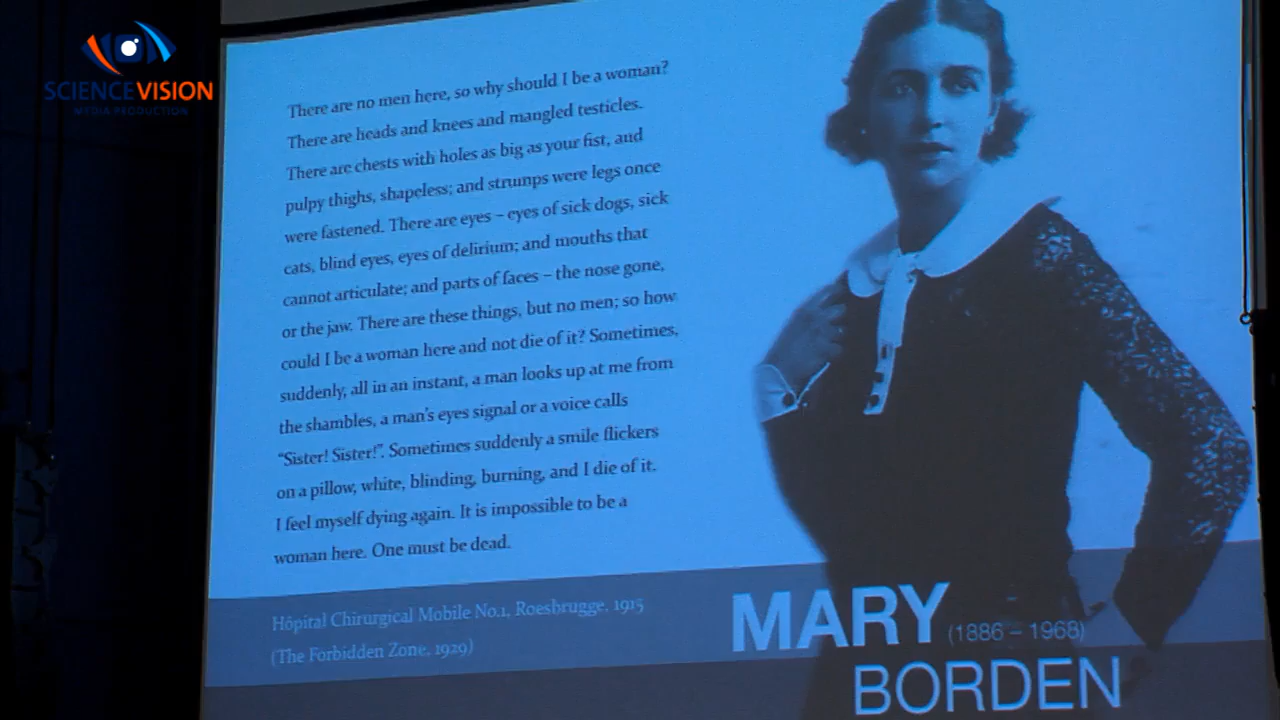 SCIENCEVISION
MEDIA PRODUCTION
There are no men here, so why should I be a woman?
There are heads and knees and mangled testicles.
There are chests with holes as big as your fist, and
pulpy thighs, shapeless; and strumps were legs once
were fastened. There are eyes – eyes of sick dogs, sick
cats, blind eyes, eyes of delirium; and mouths that
cannot articulate; and parts of faces – the nose gone,
or the jaw. There are these things, but no men; so how
could I be a woman here and not die of it? Sometimes,
suddenly, all in an instant, a man looks up at me from
the shambles, a man's eyes signal or a voice calls
“Sister! Sister!”. Sometimes suddenly a smile flickers
on a pillow, white, blinding, burning, and I die of it.
I feel myself dying again. It is impossible to be a
woman here. One must be dead.
Hôpital Chirurgical Mobile No.1, Roesbrugge, 1915
(The Forbidden Zone, 1929)
MARY (1886 – 1968)
BORDEN